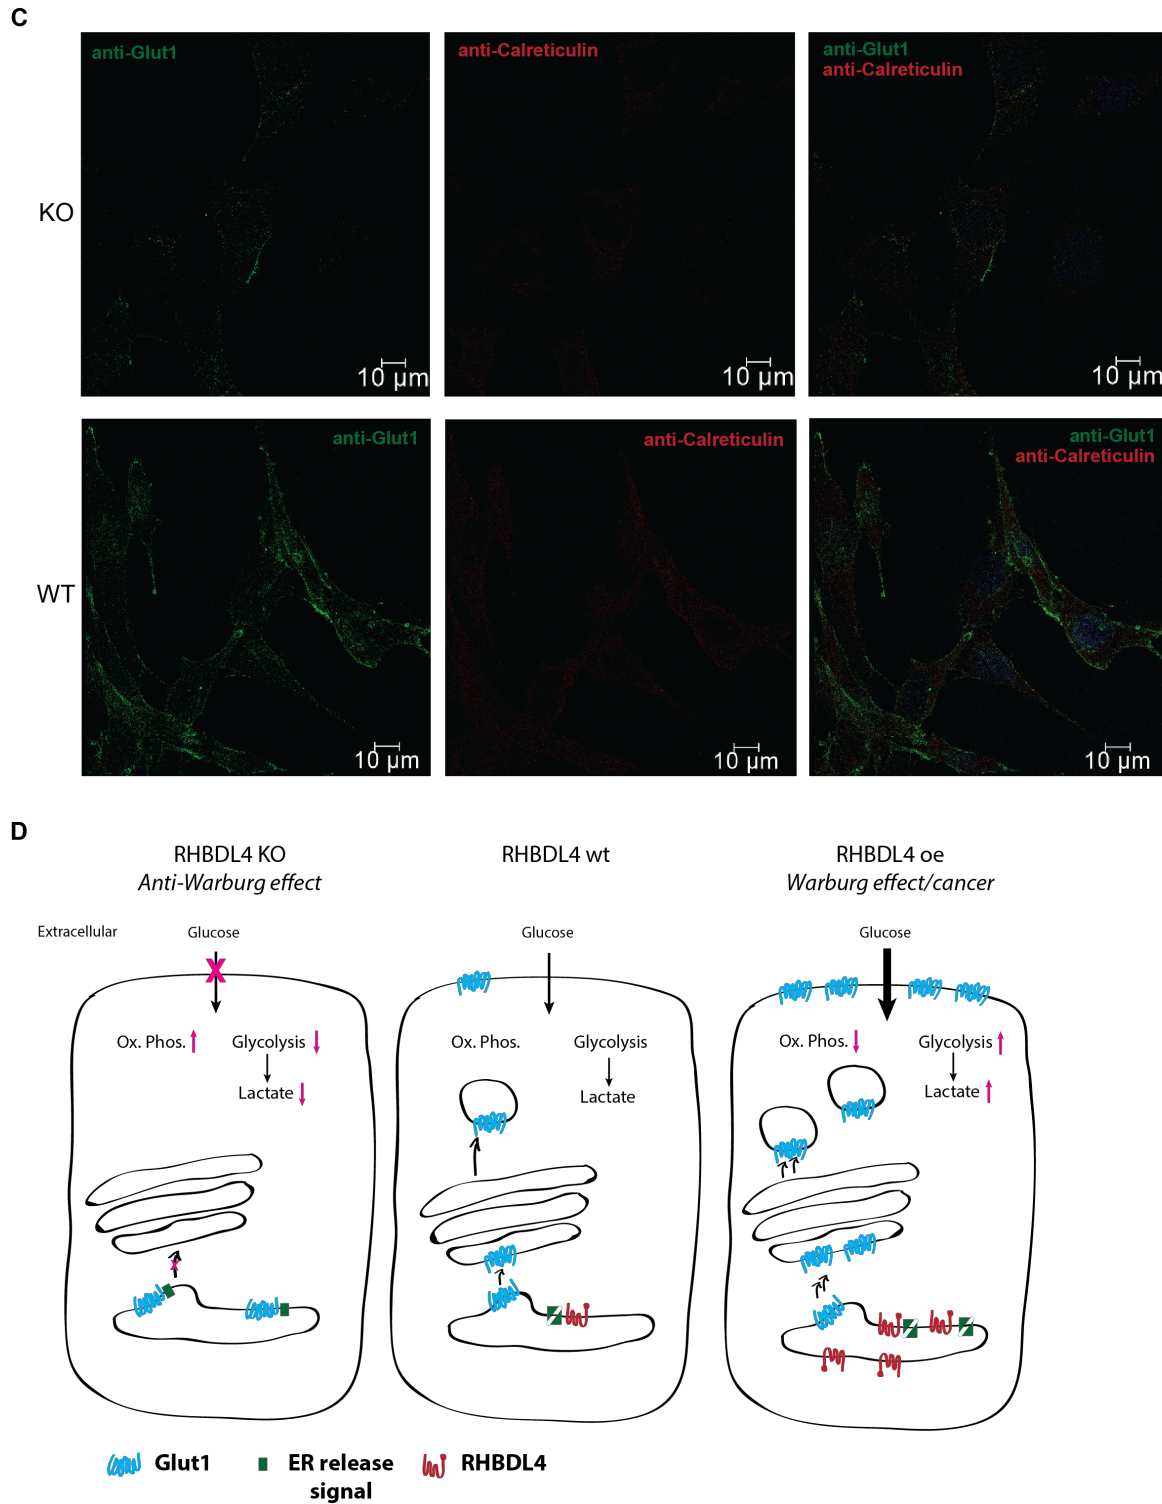 C
anti-Glut1
anti-Calreticulin
anti-Glut1
anti-Calreticulin
KO
10 µm
10 µm
10 µm
anti-Glut1
anti-Calreticulin
anti-Glut1
anti-Calreticulin
WT
10 µm
10 µm
10 µm
D
RHBDL4 KO
Anti-Warburg effect
RHBDL4 wt
RHBDL4 oe
Warburg effect/cancer
Extracellular
Glucose
Glucose
Glucose
Ox. Phos.
Glycolysis
Lactate
Ox. Phos.
Glycolysis
Lactate
Ox. Phos.
Glycolysis
Lactate
Glut1
ER release
signal
RHBDL4